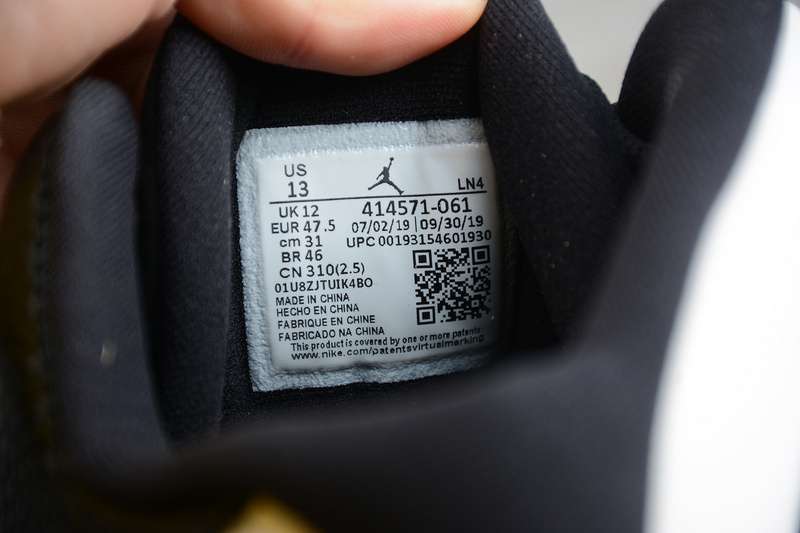 US
13
LN4
UK 12
414571-061
EUR 47.5
07/02/19 | 09/30/19
cm 31
UPC 00193154601930
BR 46
CN 310(2.5)
01U8ZJTUIK4BO
MADE IN CHINA
HECHO EN CHINA
FABRIQUE EN CHINE
FABRICADO NA CHINA
This product is covered by one or more patents
www.nike.com/patentsvirtualmarking